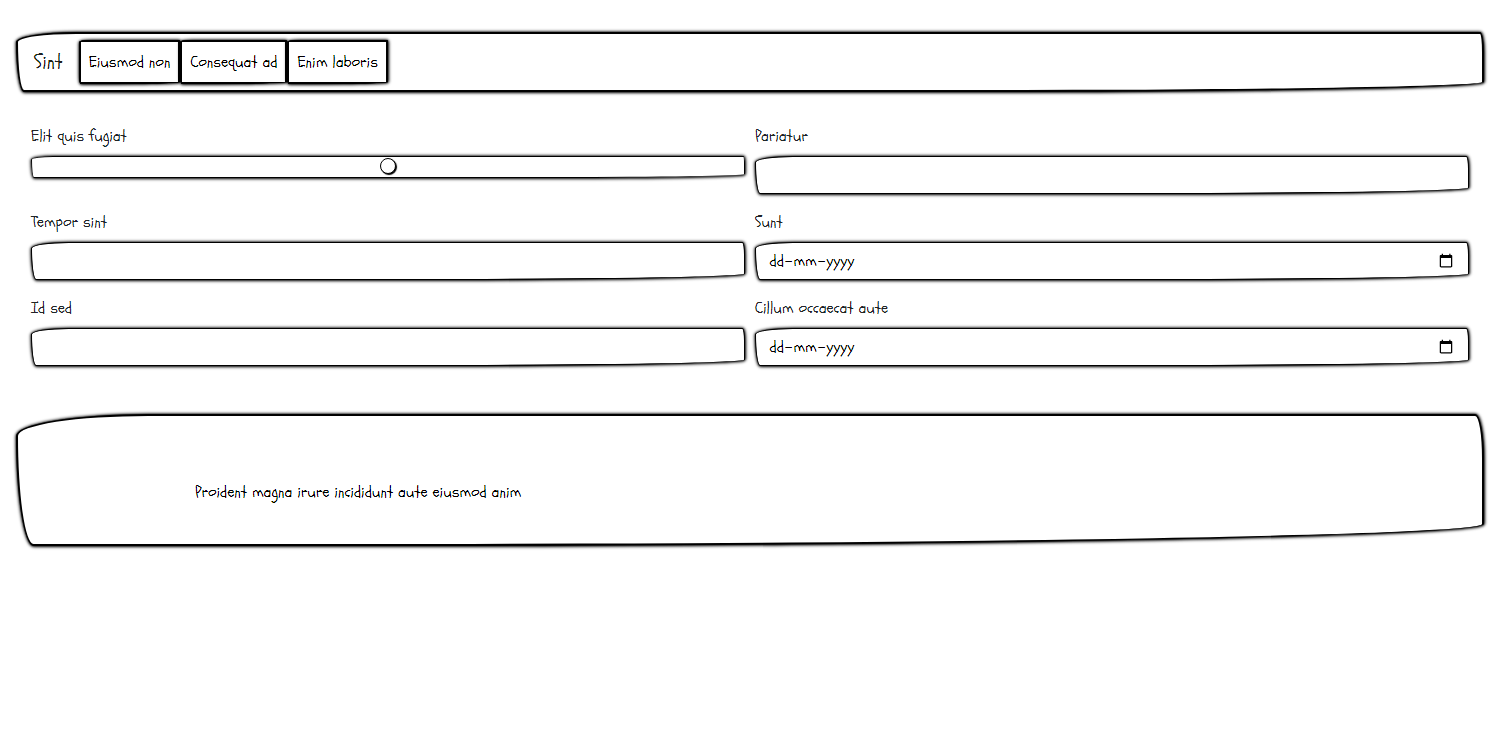 Sint Eiusmod non Consequat ad Enim laboris
Elit quis fugiat Pariatur
Tempor sint Sunt
dd-mm-yyyy
Id sed Cillum occaecat aute
dd-mm-yyyy
Proident magna irure incididunt aute eiusmod anim